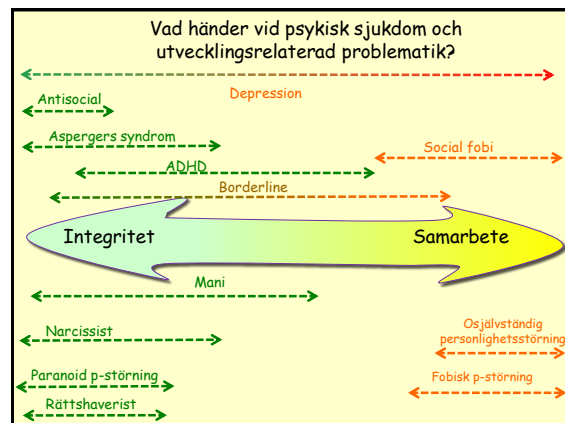 Vad händer vid psykisk sjukdom och
utvecklingsrelaterad problematik?
Depression
Antisocial
Aspergers syndrom
Social fobi
ADHD
Borderline
Integritet
Samarbete
Mani
Narcissist
Osjälvständig
personlighetsstörning
Paranoid p-störning
Fobisk p-störning
Rättshaverist